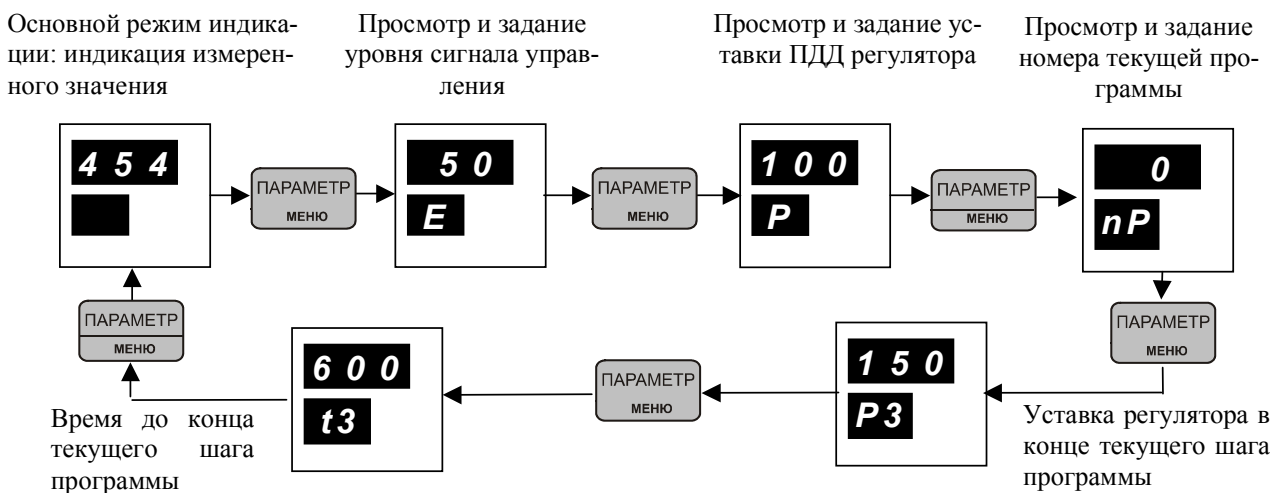 Основной режим индика-
ции: индикация измерен-
ного значения
Просмотр и задание
уровня сигнала управ-
ления
Просмотр и задание ус-
тавки ПДД регулятора
Просмотр и задание
номера текущей про-
граммы
4 5 4
ПАРАМЕТР
МЕНЮ
5 0
E
ПАРАМЕТР
МЕНЮ
1 0 0
P
ПАРАМЕТР
МЕНЮ
0
nP
ПАРАМЕТР
МЕНЮ
1 5 0
P3
Уставка регулятора в
конце текущего шага
программы
ПАРАМЕТР
МЕНЮ
6 0 0
t3
Время до конца
текущего шага
программы
ПАРАМЕТР
МЕНЮ